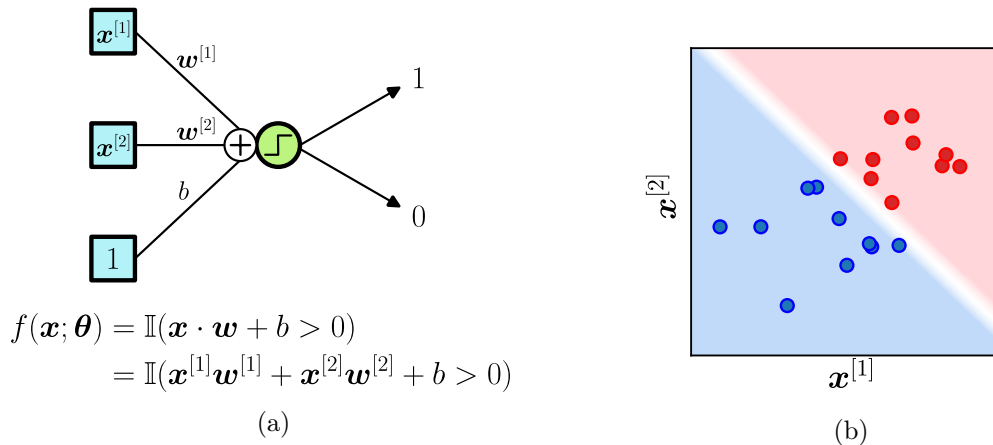 x^{[1]}
w^{[1]}
1
x^{[2]}
w^{[2]}
b
0
1
f(x; θ) = 𝕀(x · w + b > 0)
= 𝕀(x^{[1]}w^{[1]} + x^{[2]}w^{[2]} + b > 0)
(a)
x^{[2]}
x^{[1]}
(b)